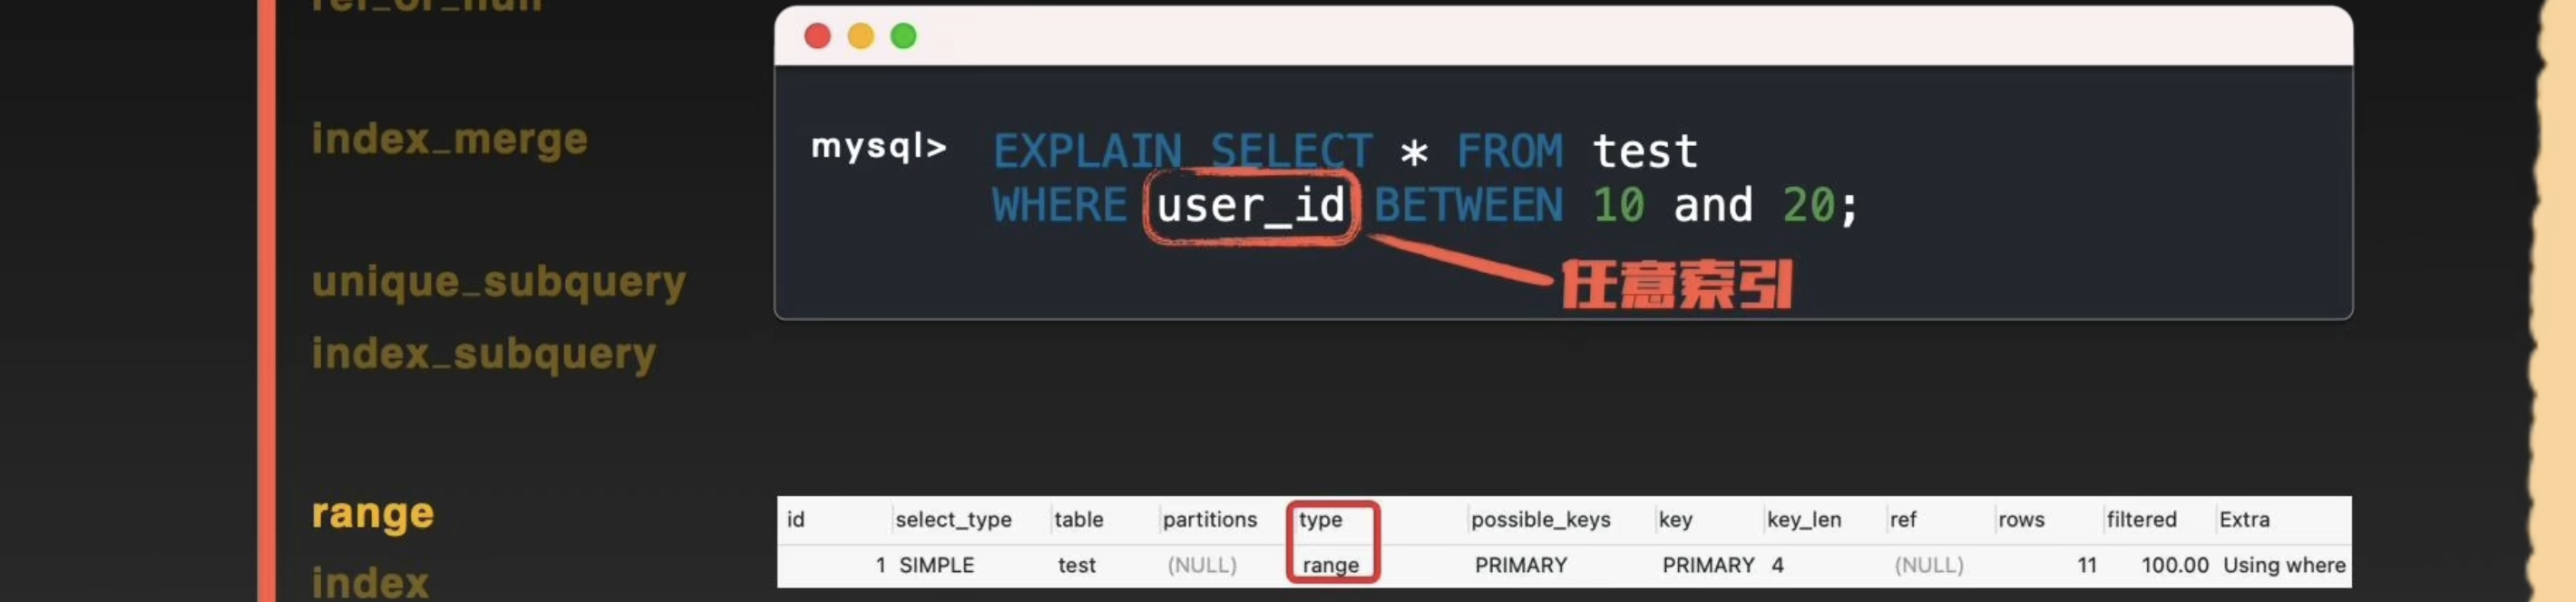 index_merge
unique_subquery
index_subquery
range
index
mysql> EXPLAIN SELECT * FROM test
WHERE user_id BETWEEN 10 and 20;
任意索引
id select_type table partitions type possible_keys key key_len ref rows filtered Extra
1 SIMPLE test (NULL) range PRIMARY PRIMARY 4 (NULL) 11 100.00 Using where